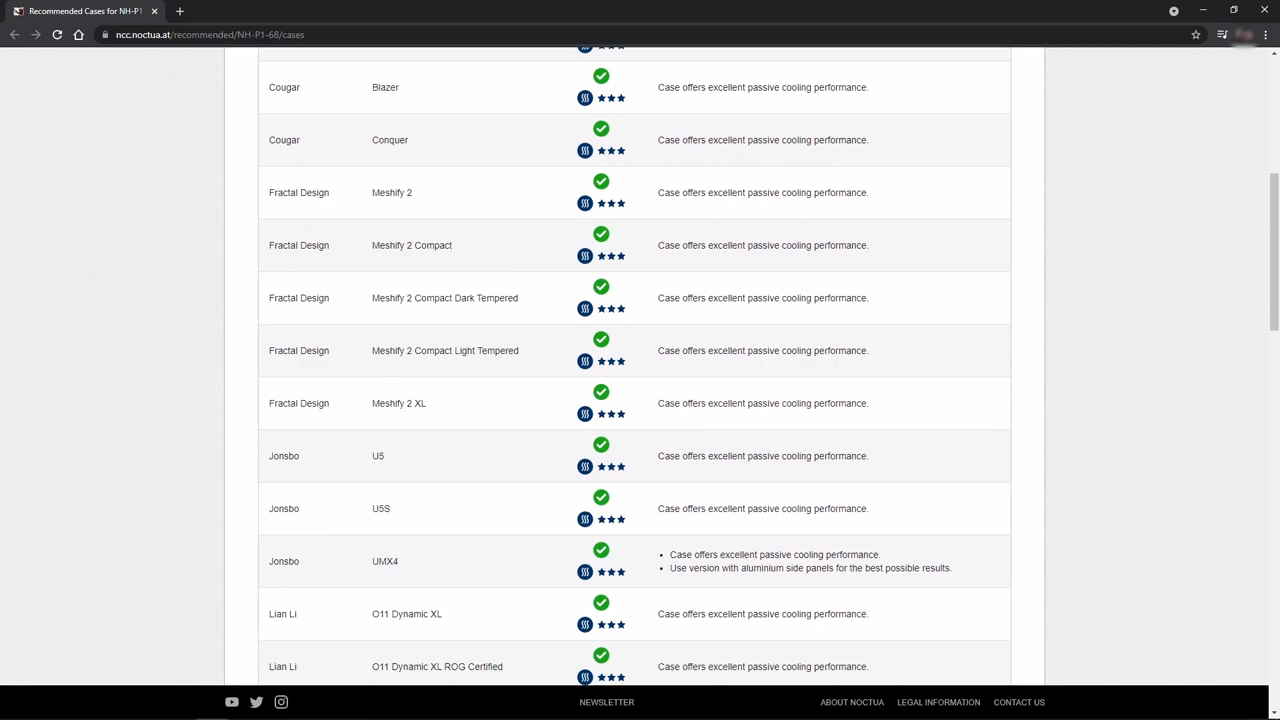 Recommended Cases for NH-P1
ncc.noctua.at/recommended/NH-P1-68/cases
Cougar Blazer Case offers excellent passive cooling performance.
Cougar Conquer Case offers excellent passive cooling performance.
Fractal Design Meshify 2 Case offers excellent passive cooling performance.
Fractal Design Meshify 2 Compact Case offers excellent passive cooling performance.
Fractal Design Meshify 2 Compact Dark Tempered Case offers excellent passive cooling performance.
Fractal Design Meshify 2 Compact Light Tempered Case offers excellent passive cooling performance.
Fractal Design Meshify 2 XL Case offers excellent passive cooling performance.
Jonsbo U5 Case offers excellent passive cooling performance.
Jonsbo U5S Case offers excellent passive cooling performance.
• Case offers excellent passive cooling performance.
Jonsbo UMX4
• Use version with aluminium side panels for the best possible results.
Lian Li O11 Dynamic XL Case offers excellent passive cooling performance.
Lian Li O11 Dynamic XL ROG Certified Case offers excellent passive cooling performance.
NEWSLETTER ABOUT NOCTUA LEGAL INFORMATION CONTACT US